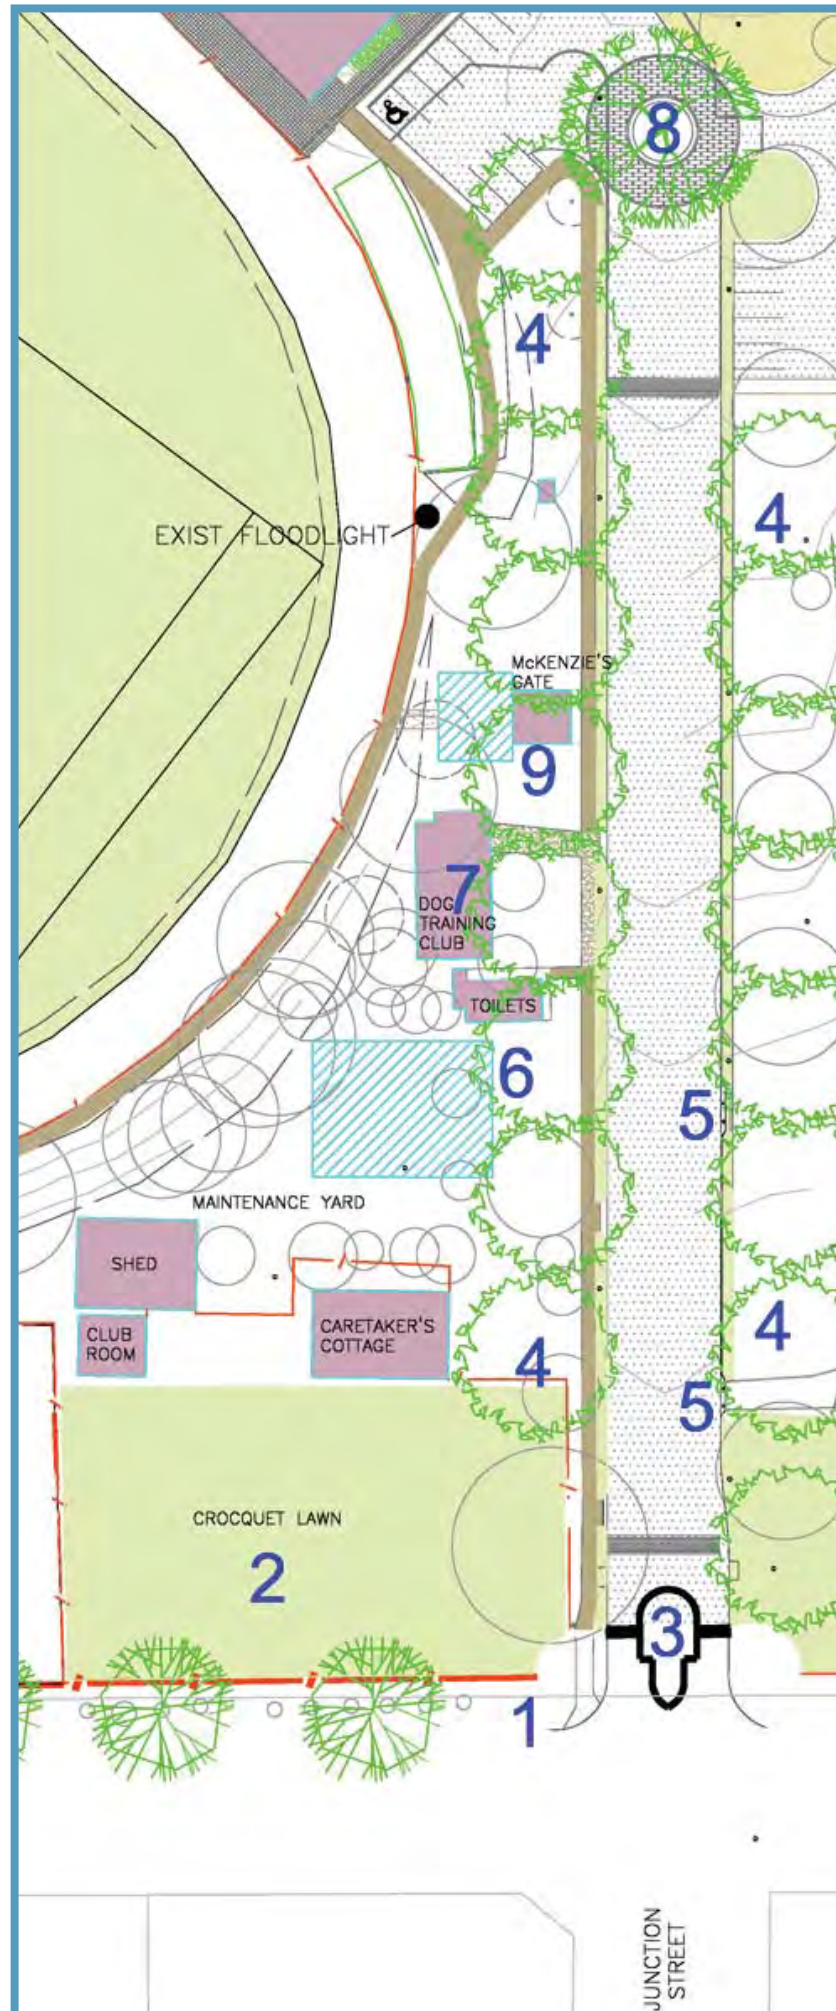 8
4
4
EXIST FLOODLIGHT
McKENZIE'S
GATE
9
7
DOG
TRAINING
CLUB
TOILETS
6
5
MAINTENANCE YARD
SHED
CLUB
ROOM
CARETAKER'S
COTTAGE
4
4
5
CROCQUET LAWN
2
3
1
JUNCTION
STREET